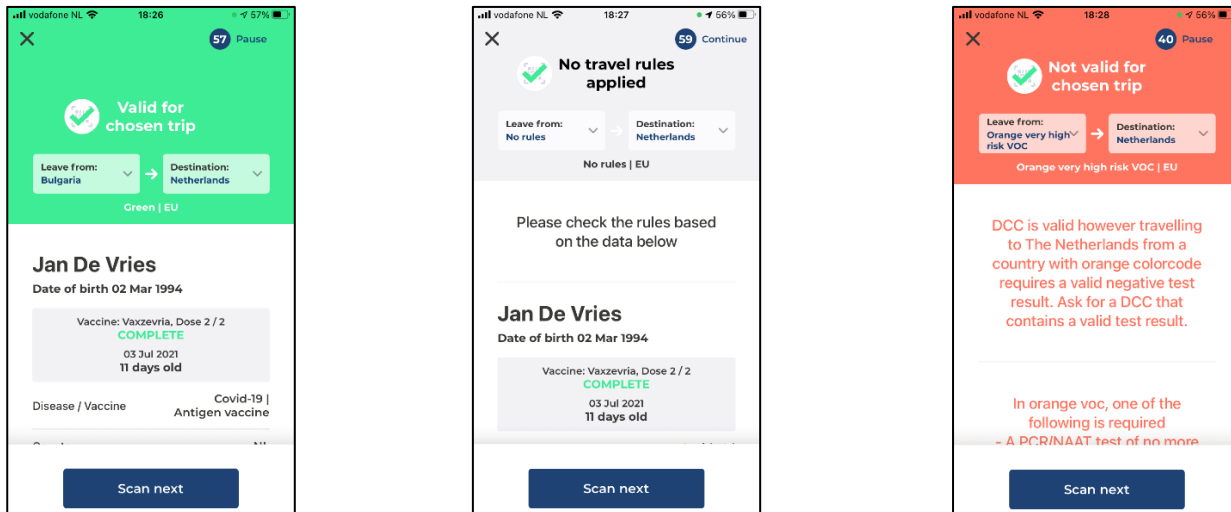 vodafone NL 18:26 57%
57 Pause
Valid for
chosen trip
Leave from:
Bulgaria
Destination:
Netherlands
Green | EU
Jan De Vries
Date of birth 02 Mar 1994
Vaccine: Vaxzevria, Dose 2 / 2
COMPLETE
03 Jul 2021
11 days old
Disease / Vaccine
Covid-19 |
Antigen vaccine
Scan next
vodafone NL 18:27 56%
59 Continue
No travel rules
applied
Leave from:
No rules
Destination:
Netherlands
No rules | EU
Please check the rules based
on the data below
Jan De Vries
Date of birth 02 Mar 1994
Vaccine: Vaxzevria, Dose 2 / 2
COMPLETE
03 Jul 2021
11 days old
Scan next
vodafone NL 18:28 56%
40 Pause
Not valid for
chosen trip
Leave from:
Orange very high
risk VOC
Destination:
Netherlands
Orange very high risk VOC | EU
DCC is valid however travelling
to The Netherlands from a
country with orange colorcode
requires a valid negative test
result. Ask for a DCC that
contains a valid test result.
In orange voc, one of the
following is required
- A PCR/NAAT test of no more
Scan next